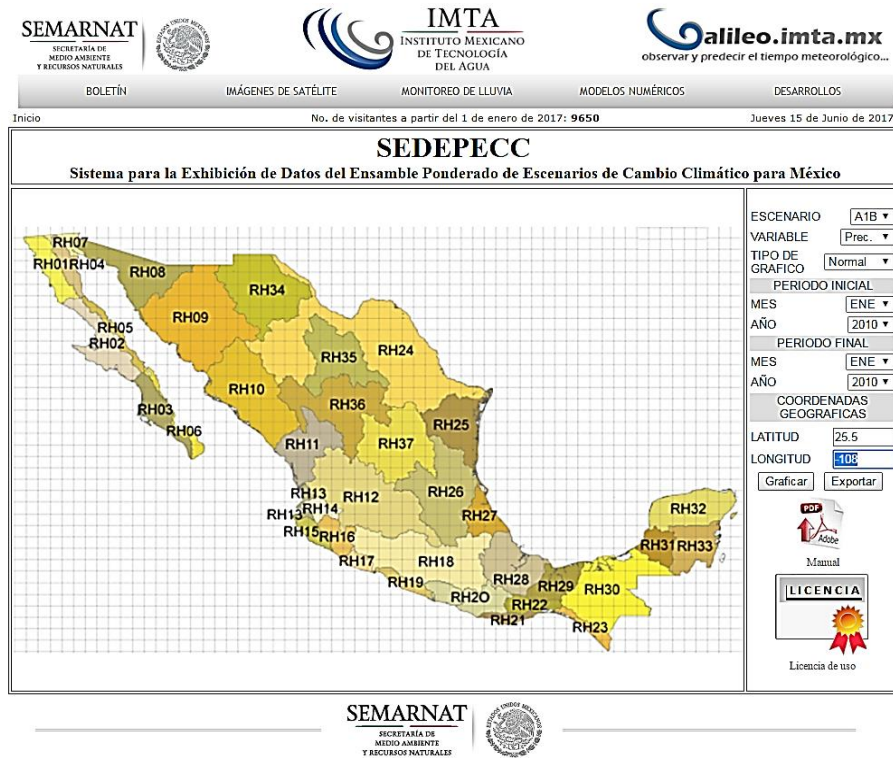 SEMARNAT
SECRETARÍA DE
MEDIO AMBIENTE
Y RECURSOS NATURALES
IMTA
INSTITUTO MEXICANO
DE TECNOLOGÍA
DEL AGUA
Galileo.imta.mx
observar y predecir el tiempo meteorológico...
BOLETÍN IMÁGENES DE SATÉLITE MONITOREO DE LLUVIA MODELOS NUMÉRICOS DESARROLLOS
Inicio No. de visitantes a partir del 1 de enero de 2017: 9650 Jueves 15 de Junio de 2017
SEDEPECC
Sistema para la Exhibición de Datos del Ensamble Ponderado de Escenarios de Cambio Climático para México
RH07
RH01 RH04
RH08
RH34
RH09
RH05
RH02
RH35
RH24
RH10
RH36
RH03
RH06
RH25
RH11
RH37
RH13
RH12
RH26
RH14
RH13
RH27
RH32
RH15
RH16
RH31 RH33
RH17
RH18
RH19
RH28
RH29
RH30
RH20
RH22
RH21
RH23
ESCENARIO A1B
VARIABLE Prec.
TIPO DE
GRAFICO Normal
PERIODO INICIAL
MES ENE
AÑO 2010
PERIODO FINAL
MES ENE
AÑO 2010
COORDENADAS
GEOGRAFICAS
LATITUD 25.5
LONGITUD -108
Graficar Exportar
PDF
Adobe
Manual
LICENCIA
Licencia de uso
SEMARNAT
SECRETARÍA DE
MEDIO AMBIENTE
Y RECURSOS NATURALES